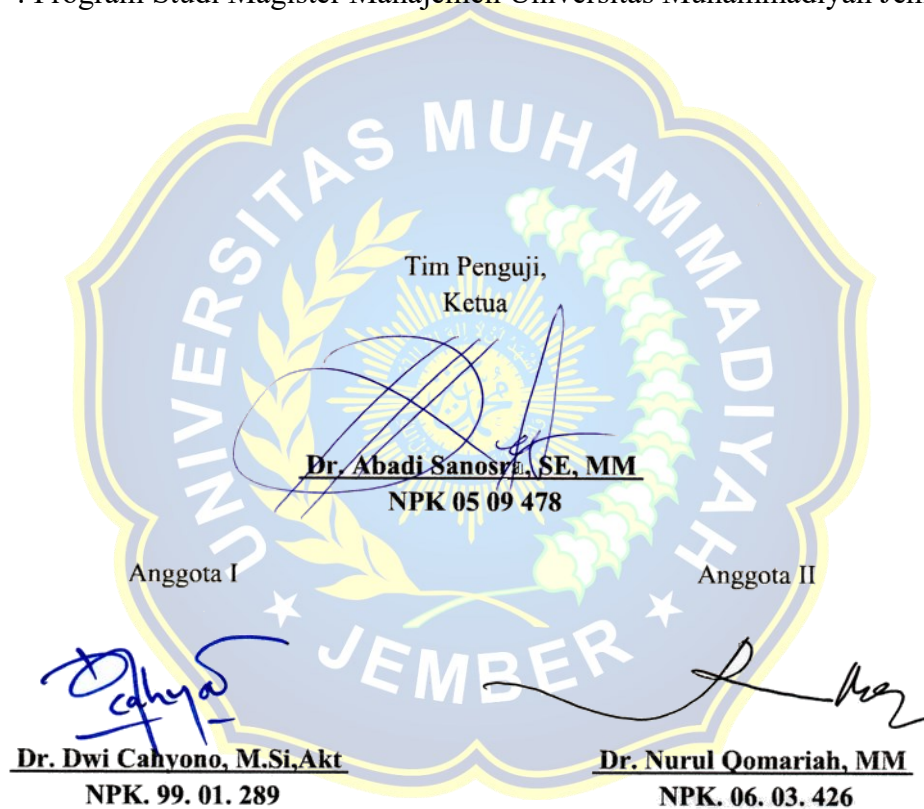 : Program Studi Magister Manajemen Universitas Muhammadiyah
UNIVERSITAS MUHAMMADIYAH
JEMBER
Tim Penguji,
Ketua
Dr. Abadi Sanosra, SE, MM
NPK 05 09 478
Anggota I
Anggota II
Dcahya
Dr. Dwi Cahyono, M.Si,Akt
NPK. 99. 01. 289
Dr. Nurul Qomariah, MM
NPK. 06. 03. 426